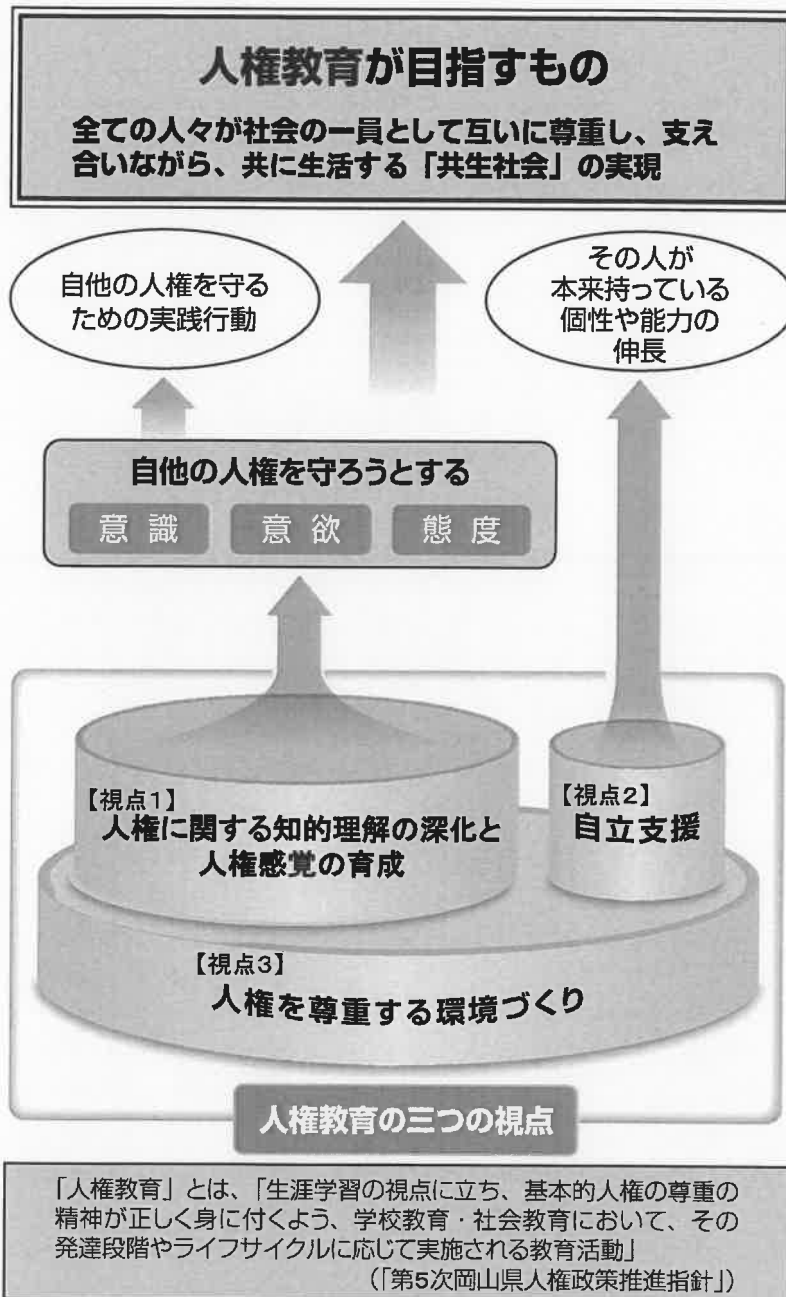 人権教育が目指すもの
全ての人々が社会の一員として互いに尊重し、支え
合いながら、共に生活する「共生社会」の実現
自他の人権を守る
ための実践行動
その人が
本来持っている
個性や能力の
伸長
自他の人権を守ろうとする
意識 意欲 態度
【視点1】
人権に関する知的理解の深化と
人権感覚の育成
【視点2】
自立支援
【視点3】
人権を尊重する環境づくり
人権教育の三つの視点
「人権教育」とは、「生涯学習の視点に立ち、基本的人権の尊重の
精神が正しく身に付くよう、学校教育・社会教育において、その
発達段階やライフサイクルに応じて実施される教育活動」
（「第5次岡山県人権政策推進指針」）